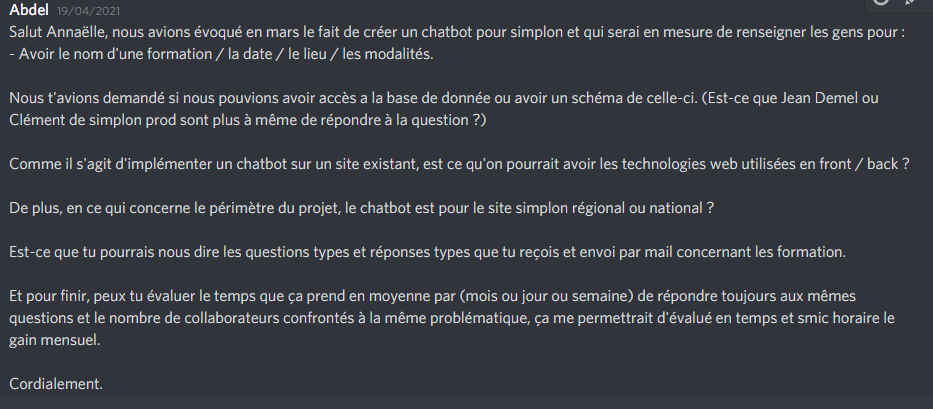 Abdel 19/04/2021
Salut Annaëlle, nous avions évoqué en mars le fait de créer un chatbot pour simplon et qui serai en mesure de renseigner les gens pour :
- Avoir le nom d'une formation / la date / le lieu / les modalités.
Nous t'avions demandé si nous pouvions avoir accès a la base de donnée ou avoir un schéma de celle-ci. (Est-ce que Jean Demel ou
Clément de simplon prod sont plus à même de répondre à la question ?)
Comme il s'agit d'implémenter un chatbot sur un site existant, est ce qu'on pourrait avoir les technologies web utilisées en front / back ?
De plus, en ce qui concerne le périmètre du projet, le chatbot est pour le site simplon régional ou national ?
Est-ce que tu pourrais nous dire les questions types et réponses types que tu reçois et envoi par mail concernant les formation.
Et pour finir, peux tu évaluer le temps que ça prend en moyenne par (mois ou jour ou semaine) de répondre toujours aux mêmes
questions et le nombre de collaborateurs confrontés à la même problématique, ça me permettrait d'évalué en temps et smic horaire le
gain mensuel.
Cordialement.